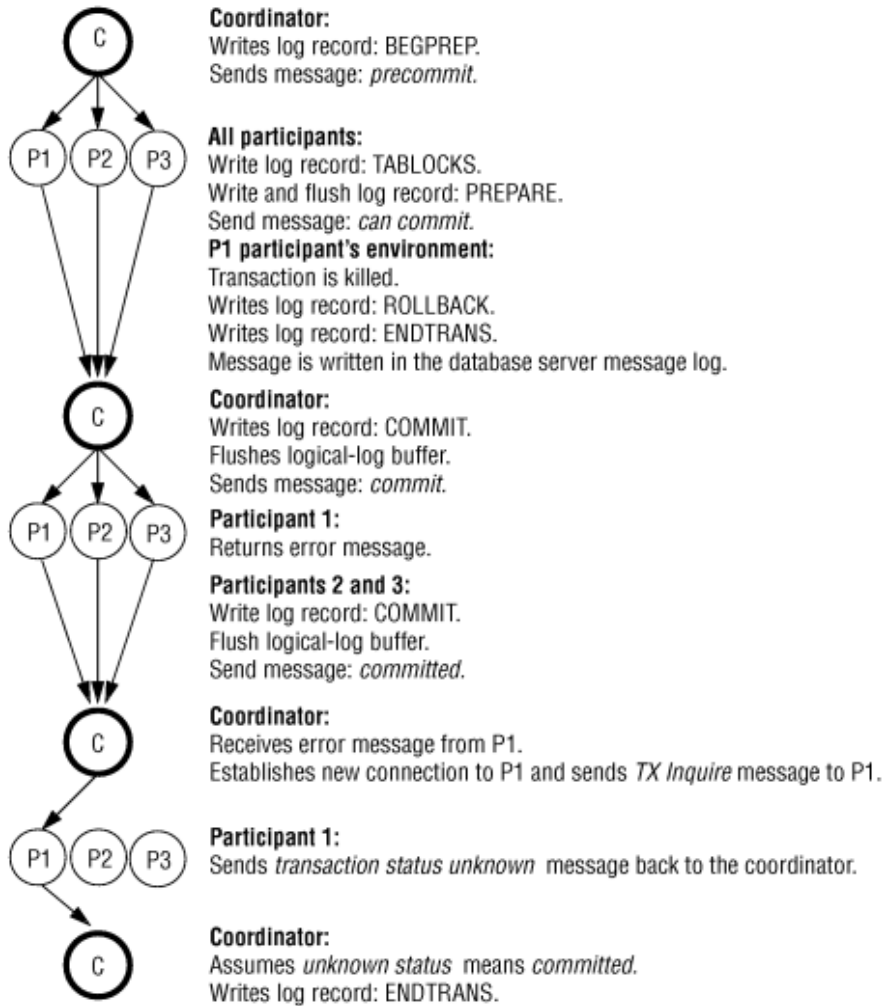 C
Coordinator:
Writes log record: BEGPREP.
Sends message: precommit.
P1 P2 P3
All participants:
Write log record: TABLOCKS.
Write and flush log record: PREPARE.
Send message: can commit.
P1 participant's environment:
Transaction is killed.
Writes log record: ROLLBACK.
Writes log record: ENDTRANS.
Message is written in the database server message log.
C
Coordinator:
Writes log record: COMMIT.
Flushes logical-log buffer.
Sends message: commit.
P1 P2 P3
Participant 1:
Returns error message.
Participants 2 and 3:
Write log record: COMMIT.
Flush logical-log buffer.
Send message: committed.
C
Coordinator:
Receives error message from P1.
Establishes new connection to P1 and sends TX Inquire message to P1.
P1 P2 P3
Participant 1:
Sends transaction status unknown message back to the coordinator.
C
Coordinator:
Assumes unknown status means committed.
Writes log record: ENDTRANS.